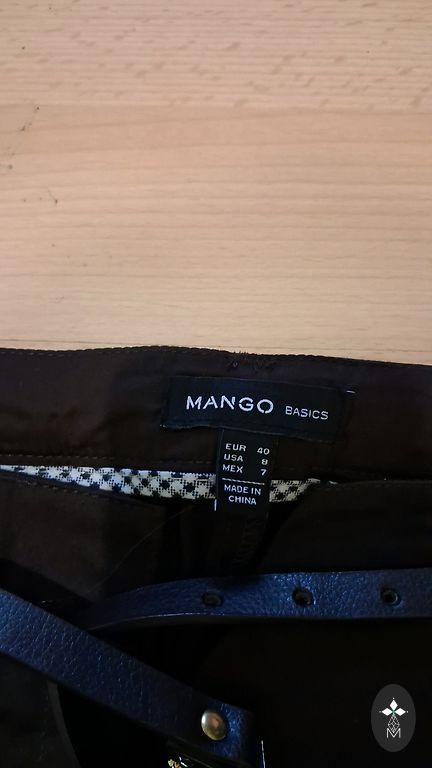 MANGO BASICS
EUR 40
USA 8
MEX 7
MADE IN
CHINA
M